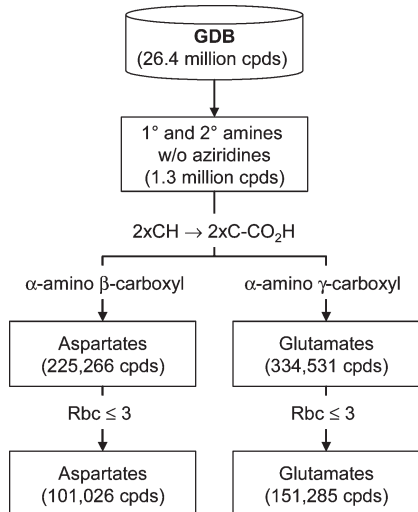 GDB
(26.4 million cpds)
1° and 2° amines
w/o aziridines
(1.3 million cpds)
2xCH → 2xC-CO₂H
α-amino β-carboxyl
α-amino γ-carboxyl
Aspartates
(225,266 cpds)
Glutamates
(334,531 cpds)
Rbc ≤ 3
Rbc ≤ 3
Aspartates
(101,026 cpds)
Glutamates
(151,285 cpds)